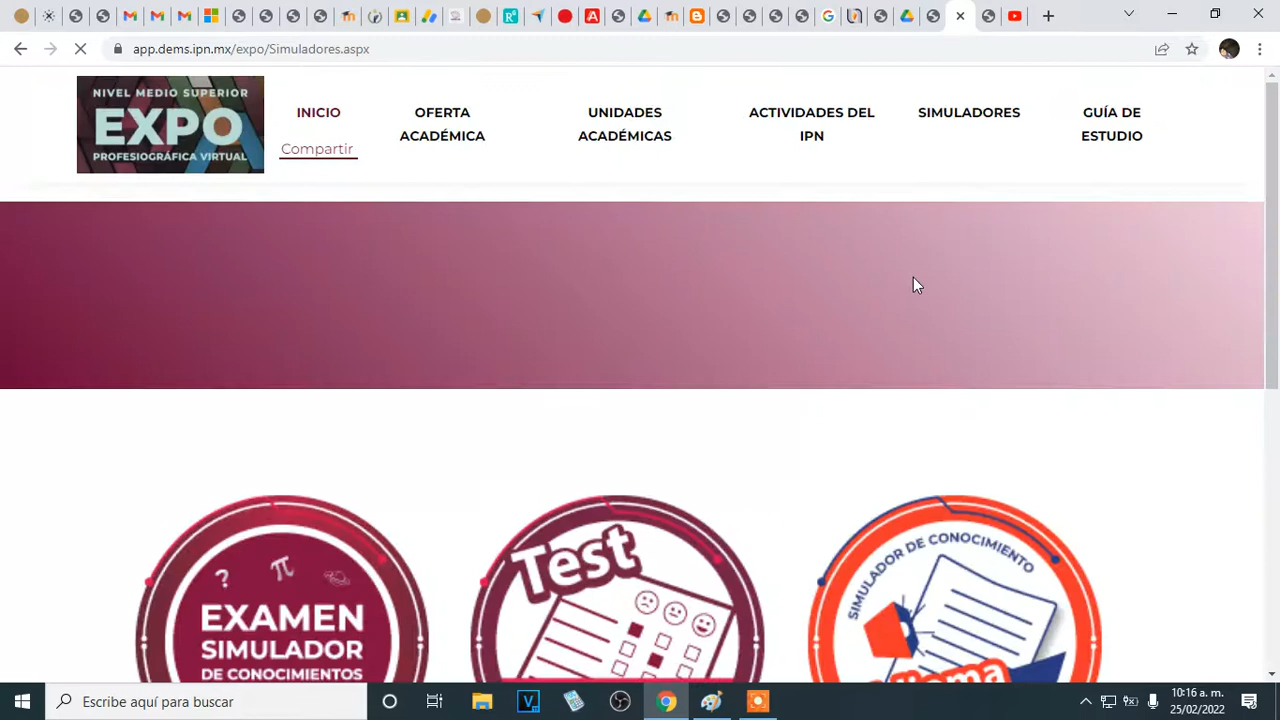 app.dems.ipn.mx/expo/Simuladores.aspx
NIVEL MEDIO SUPERIOR
EXPO
PROFESIOGRÁFICA VIRTUAL
INICIO
OFERTA
ACADÉMICA
UNIDADES
ACADÉMICAS
ACTIVIDADES DEL
IPN
SIMULADORES
GUÍA DE
ESTUDIO
Compartir
?
π
EXAMEN
SIMULADOR
DE CONOCIMIENTOS
Test
SIMULADOR DE CONOCIMIENTO
Idioma
Escribe aquí para buscar
10:16 a. m.
25/02/2022